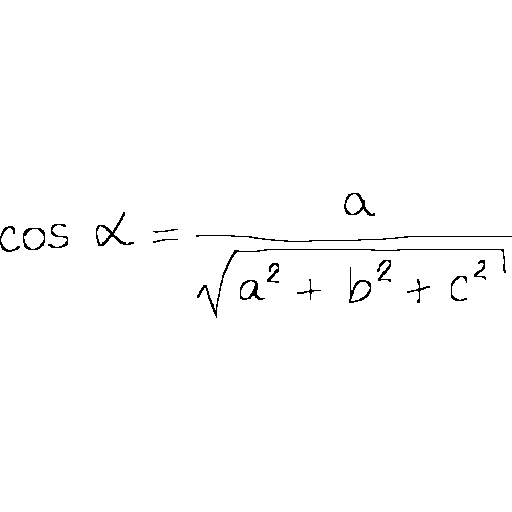 cos α = a / √(a² + b² + c²)